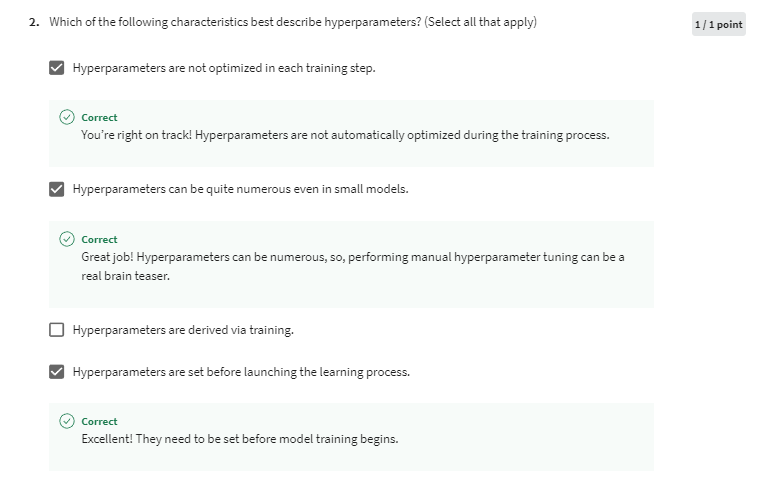 2. Which of the following characteristics best describe hyperparameters? (Select all that apply)
1 / 1 point
Hyperparameters are not optimized in each training step.
Correct
You're right on track! Hyperparameters are not automatically optimized during the training process.
Hyperparameters can be quite numerous even in small models.
Correct
Great job! Hyperparameters can be numerous, so, performing manual hyperparameter tuning can be a
real brain teaser.
Hyperparameters are derived via training.
Hyperparameters are set before launching the learning process.
Correct
Excellent! They need to be set before model training begins.